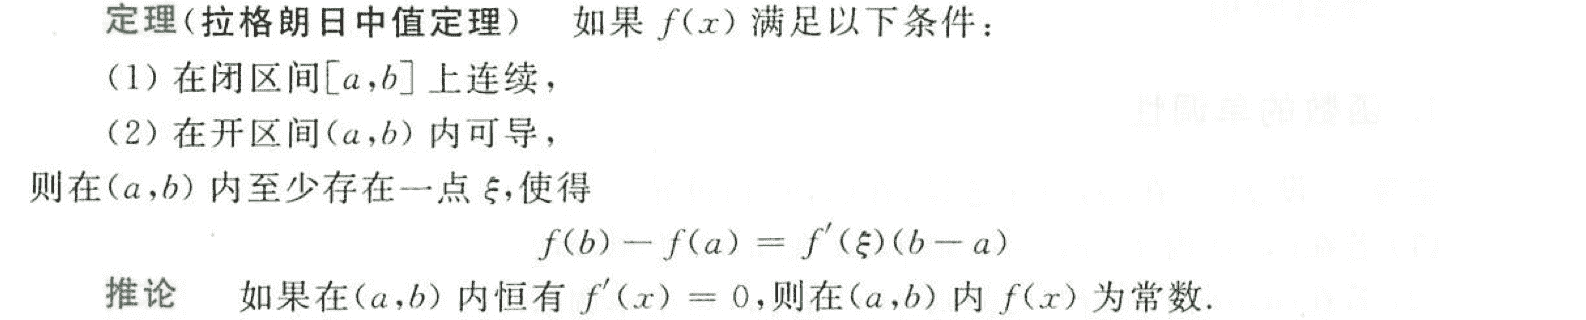 定理(拉格朗日中值定理) 如果 f(x) 满足以下条件:
(1) 在闭区间[a,b] 上连续,
(2) 在开区间(a,b) 内可导,
则在(a,b) 内至少存在一点 ξ,使得
f(b) − f(a) = f′(ξ)(b − a)
推论 如果在(a,b) 内恒有 f′(x) = 0,则在(a,b) 内 f(x) 为常数.